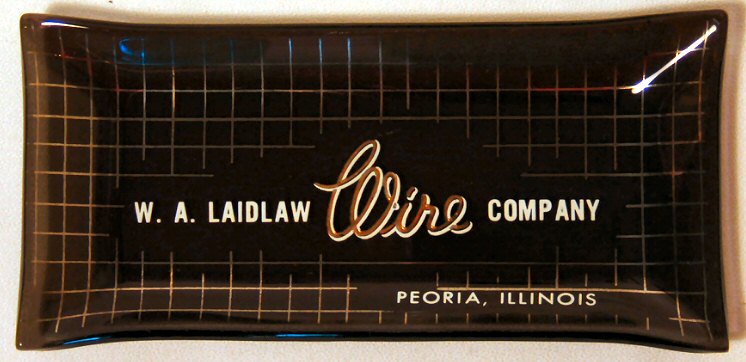 W. A. LAIDLAW Wire COMPANY
PEORIA, ILLINOIS